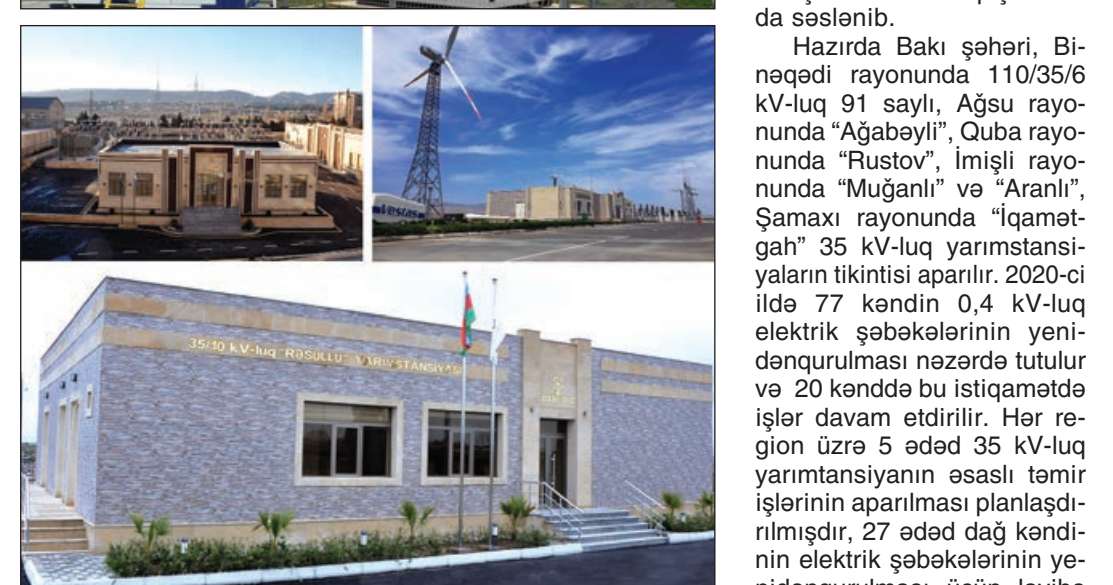 da səslənib.
Hazırda Bakı şəhəri, Bi-
nəqədi rayonunda 110/35/6
kV-luq 91 saylı, Ağsu rayo-
nunda “Ağabəyli”, Quba rayo-
nunda “Rustov”, İmişli rayo-
nunda “Muğanlı” və “Aranlı”,
Şamaxı rayonunda “İqamət-
gah” 35 kV-luq yarımstansi-
yaların tikintisi aparılır. 2020-ci
ildə 77 kəndin 0,4 kV-luq
elektrik şəbəkələrinin yeni-
dənqurulması nəzərdə tutulur
və 20 kənddə bu istiqamətdə
işlər davam etdirilir. Hər re-
gion üzrə 5 ədəd 35 kV-luq
yarımtansiyanın əsaslı təmir
işlərinin aparılması planlaşdı-
rılmışdır, 27 ədəd dağ kəndi-
nin elektrik şəbəkələrinin ye-
Vestas
35/10 kV-luq "RƏSULLU" YARIMSTANSİYASI